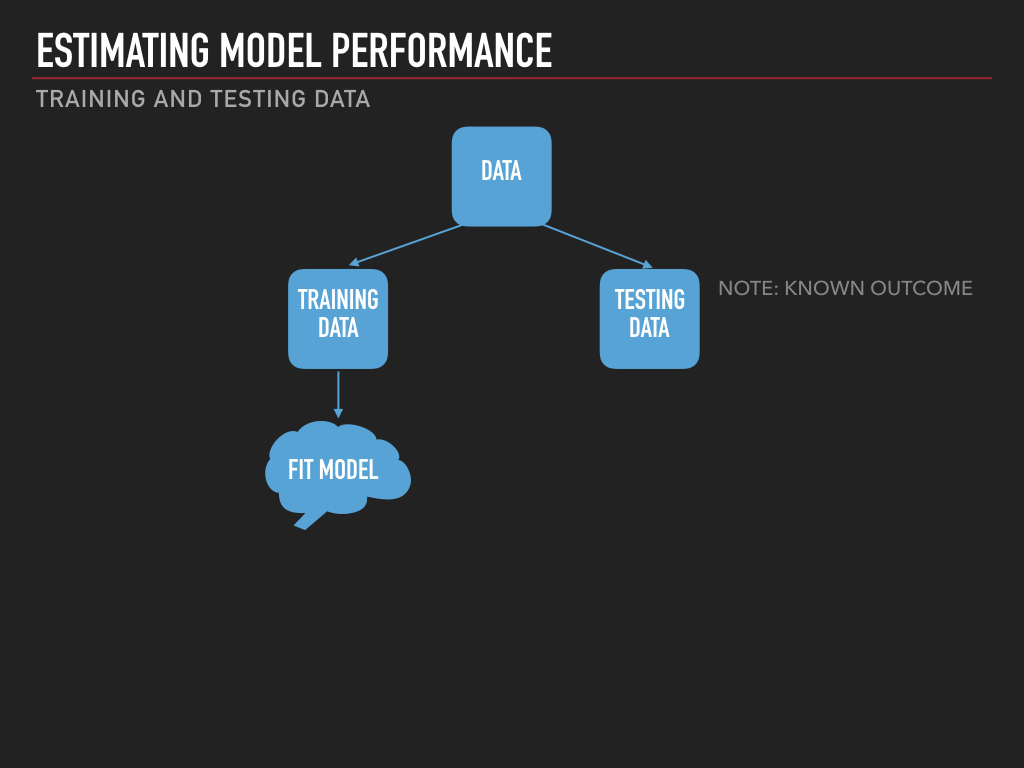 ESTIMATING MODEL PERFORMANCE
TRAINING AND TESTING DATA
DATA
TRAINING
DATA
TESTING
DATA
NOTE: KNOWN OUTCOME
FIT MODEL